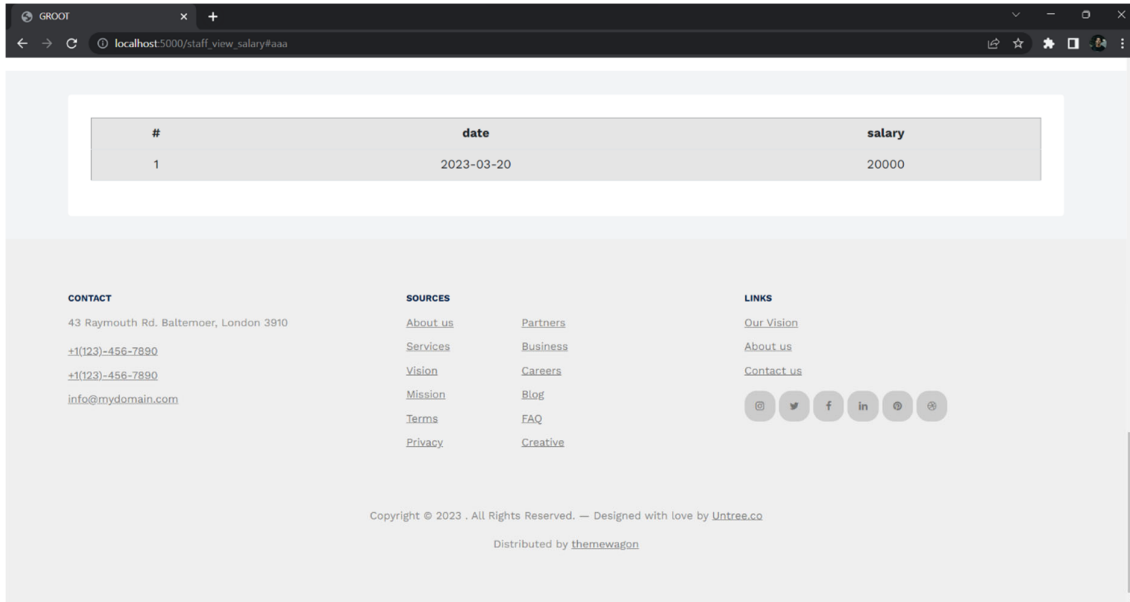 GROOT
localhost:5000/staff_view_salary#aaa
# date salary
1 2023-03-20 20000
CONTACT
43 Raymouth Rd. Baltemoer, London 3910
+1(123)-456-7890
+1(123)-456-7890
info@mydomain.com
SOURCES
About us
Services
Vision
Mission
Terms
Privacy
Partners
Business
Careers
Blog
FAQ
Creative
LINKS
Our Vision
About us
Contact us
Copyright © 2023 . All Rights Reserved. — Designed with love by Untree.co
Distributed by themewagon